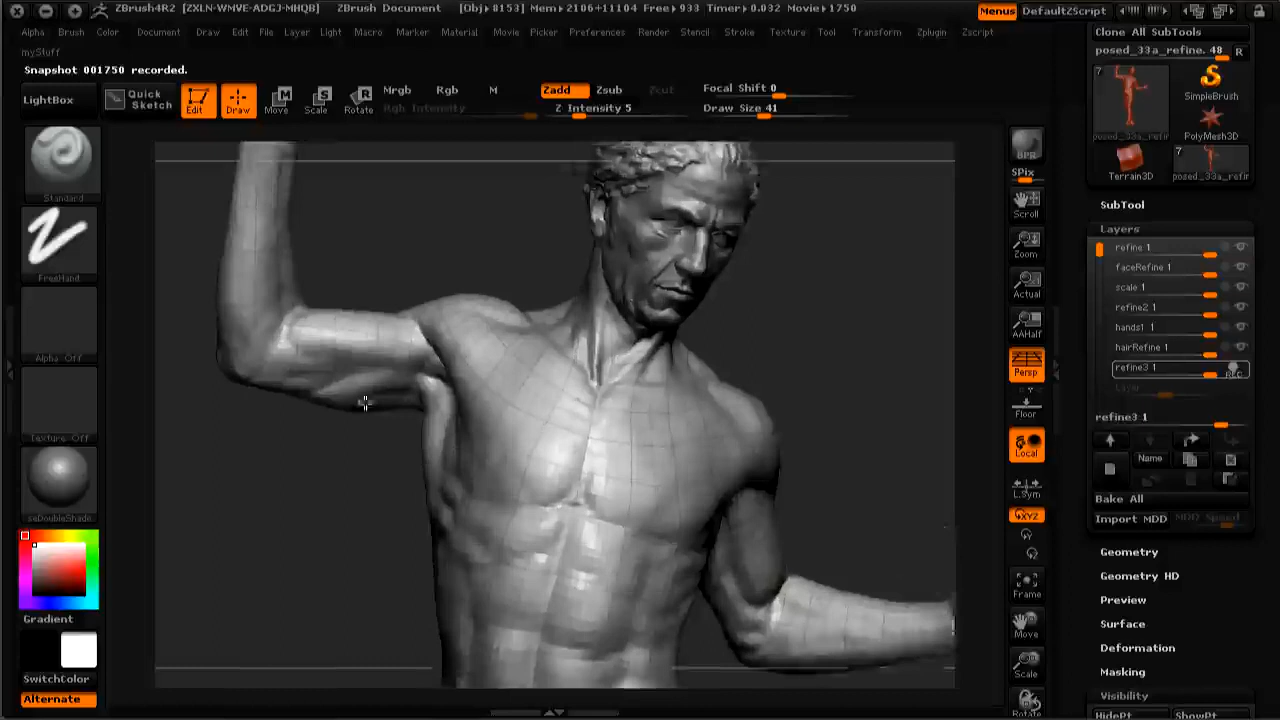 ZBrush4R2 [ZXLN-WMVE-ADGJ-MHQB] ZBrush Document [Obj▸8153] Mem▸2106+11104 Free▸933 Timer▸0.032 Movie▸1750 Menus DefaultZScript
Alpha Brush Color Document Draw Edit File Layer Light Macro Marker Material Movie Picker Preferences Render Stencil Stroke Texture Tool Transform Zplugin Zscript
myStuff
Snapshot 001750 recorded.
LightBox
Quick Sketch
Edit
Draw
Move
Scale
Rotate
Mrgb Rgb M
Rgb Intensity
Zadd Zsub Zcut
Z Intensity 5
Focal Shift 0
Draw Size 41
Standard
FreeHand
Alpha Off
Texture Off
Gradient
SwitchColor
Alternate
BPR
SPix
Scroll
Zoom
Actual
AAHalf
Persp
Floor
Local
L.Sym
XYZ
Frame
Move
Scale
Rotate
Clone All SubTools
posed_33a_refine. 48 R
7
SimpleBrush
PolyMesh3D
posed_33a_refir
Terrain3D
7
posed_33a_refir
SubTool
Layers
refine 1
faceRefine 1
scale 1
refine2 1
hands1 1
hairRefine 1
refine3 1
REC
Layer
refine3 1
Name
Bake All
Import MDD MDD Speed
Geometry
Geometry HD
Preview
Surface
Deformation
Masking
Visibility
HidePt ShowPt